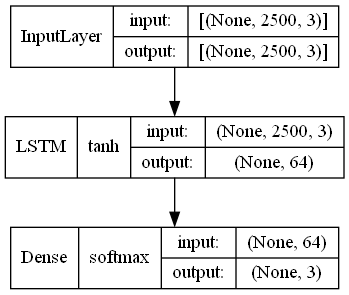 InputLayer input: [(None, 2500, 3)]
output: [(None, 2500, 3)]
LSTM tanh input: (None, 2500, 3)
output: (None, 64)
Dense softmax input: (None, 64)
output: (None, 3)